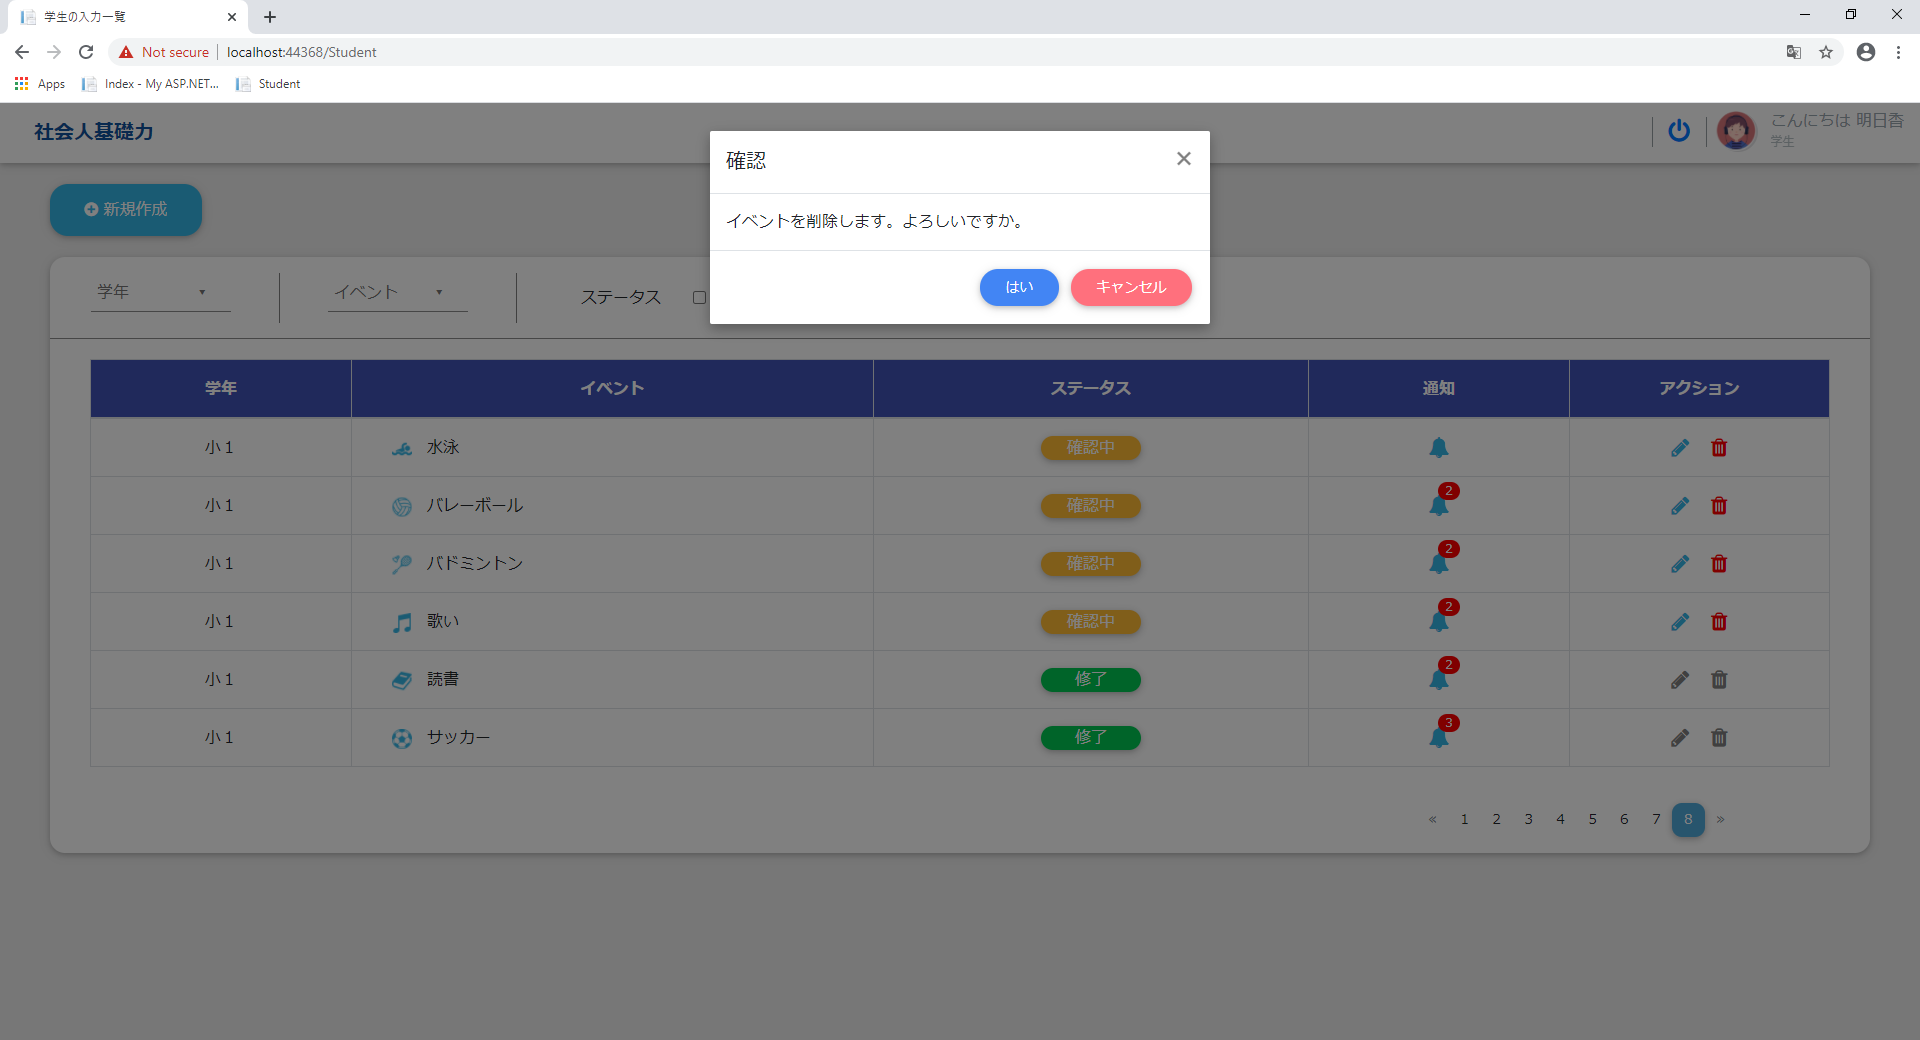 学生の入力一覧
Not secure localhost:44368/Student
Apps Index - My ASP.NET... Student
社会人基礎力
こんにちは 明日香
学生
新規作成
確認
イベントを削除します。よろしいですか。
はい キャンセル
学年 イベント ステータス
学年 イベント ステータス 通知 アクション
小１ 水泳 確認中
小１ バレーボール 確認中 2
小１ バドミントン 確認中 2
小１ 歌い 確認中 2
小１ 読書 修了 2
小１ サッカー 修了 3
« 1 2 3 4 5 6 7 8 »